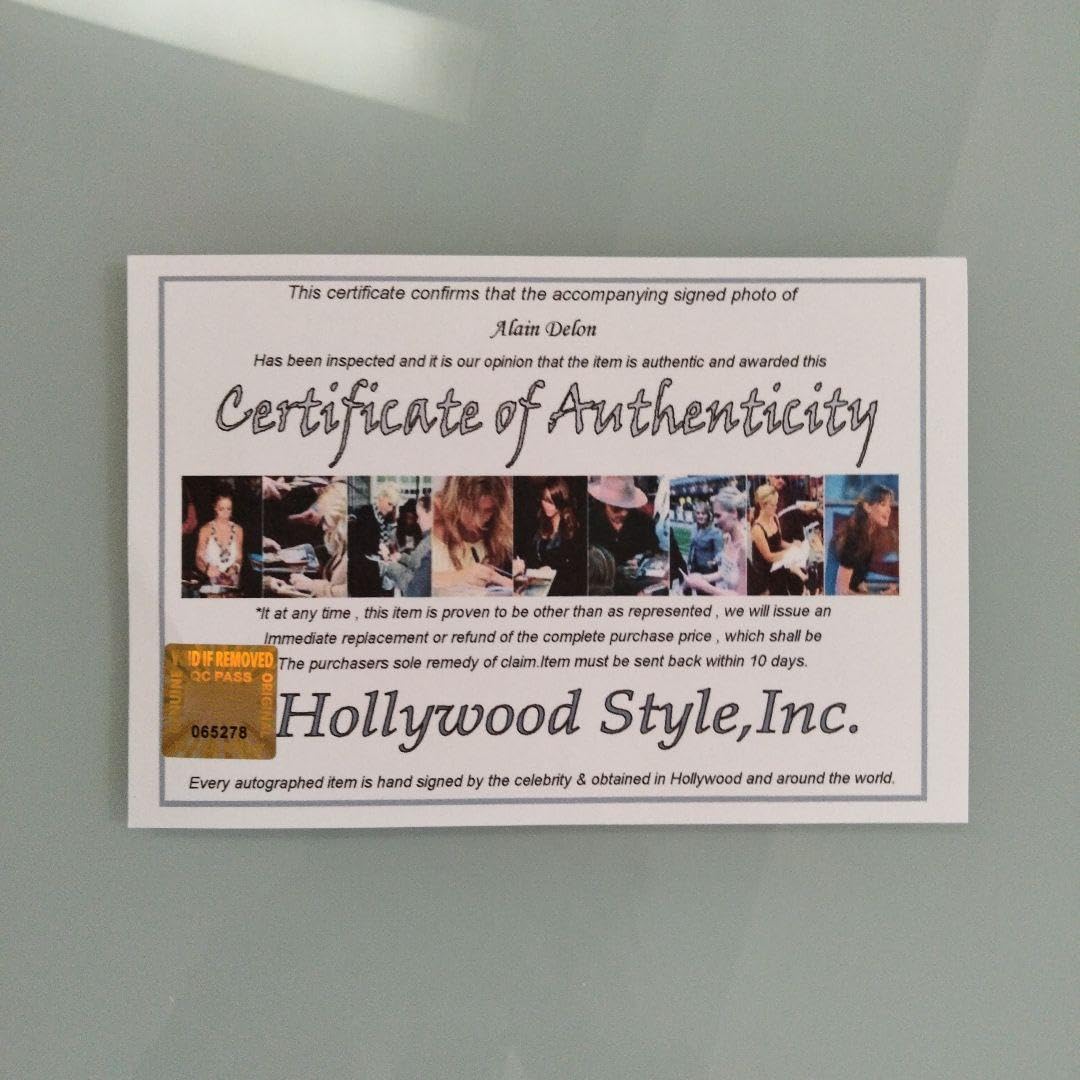 This certificate confirms that the accompanying signed photo of
Alain Delon
Has been inspected and it is our opinion that the item is authentic and awarded this
Certificate of Authenticity
*It at any time , this item is proven to be other than as represented , we will issue an
Immediate replacement or refund of the complete purchase price , which shall be
The purchasers sole remedy of claim.Item must be sent back within 10 days.
IF REMOVED
QC PASS
065278
Hollywood Style,Inc.
Every autographed item is hand signed by the celebrity & obtained in Hollywood and around the world.